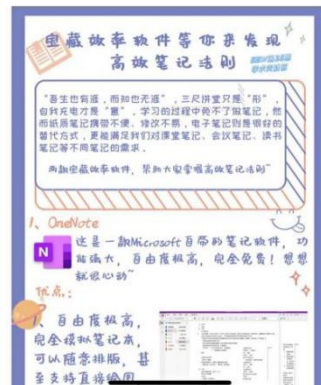 宝藏效率软件等你来发现
高效笔记法则
“吾生也有涯，而知也无涯”，三尺讲堂只是“形”，
自我充电才是“意”，学习的过程中免不了做笔记，然
而纸质笔记携带不便、修改不易，电子笔记则是很好的
替代方式，更能满足我们对课堂笔记、会议笔记、读书
笔记等不同笔记的需求。
两款宝藏效率软件，帮助大家掌握高效笔记法则~
1、OneNote
N
这是一款Microsoft自带的笔记软件，功
能强大，自由度极高，完全免费！想想
就很心动~
优点：
1、自由度极高，
完全模拟笔记本，
可以随意排版，甚
至支持直接绘图